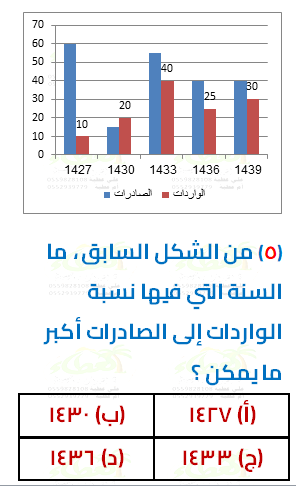 70
60
50
40
30
20
10
0
10
20
40
25
30
1427 1430 1433 1436 1439
الصادرات الواردات
(٥) من الشكل السابق ، ما
السنة التي فيها نسبة
الواردات إلى الصادرات أكبر
ما يمكن ؟
(أ) ١٤٢٧ (ب) ١٤٣٠
(ج) ١٤٣٣ (د) ١٤٣٦